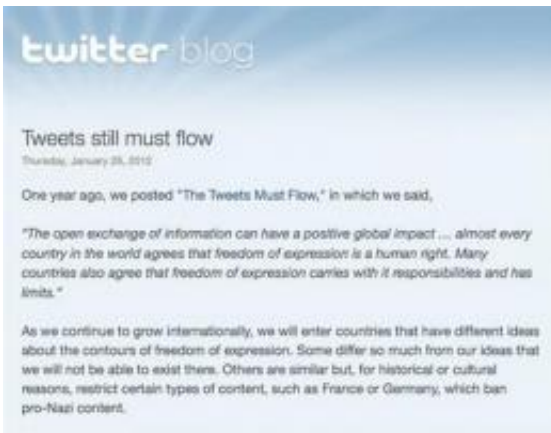 twitter blog
Tweets still must flow
Thursday, January 26, 2012
One year ago, we posted "The Tweets Must Flow," in which we said,
"The open exchange of information can have a positive global impact … almost every
country in the world agrees that freedom of expression is a human right. Many
countries also agree that freedom of expression carries with it responsibilities and has
limits."
As we continue to grow internationally, we will enter countries that have different ideas
about the contours of freedom of expression. Some differ so much from our ideas that
we will not be able to exist there. Others are similar but, for historical or cultural
reasons, restrict certain types of content, such as France or Germany, which ban
pro-Nazi content.